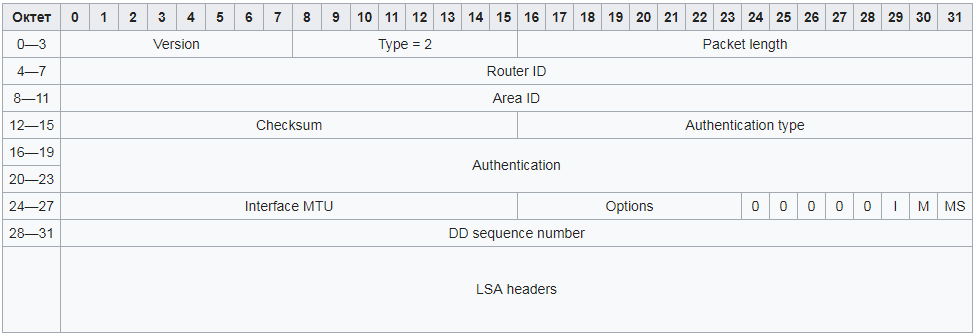 Октет 0 1 2 3 4 5 6 7 8 9 10 11 12 13 14 15 16 17 18 19 20 21 22 23 24 25 26 27 28 29 30 31
0—3 Version Type = 2 Packet length
4—7 Router ID
8—11 Area ID
12—15 Checksum Authentication type
16—19
Authentication
20—23
24—27 Interface MTU Options 0 0 0 0 0 I M MS
28—31 DD sequence number
LSA headers